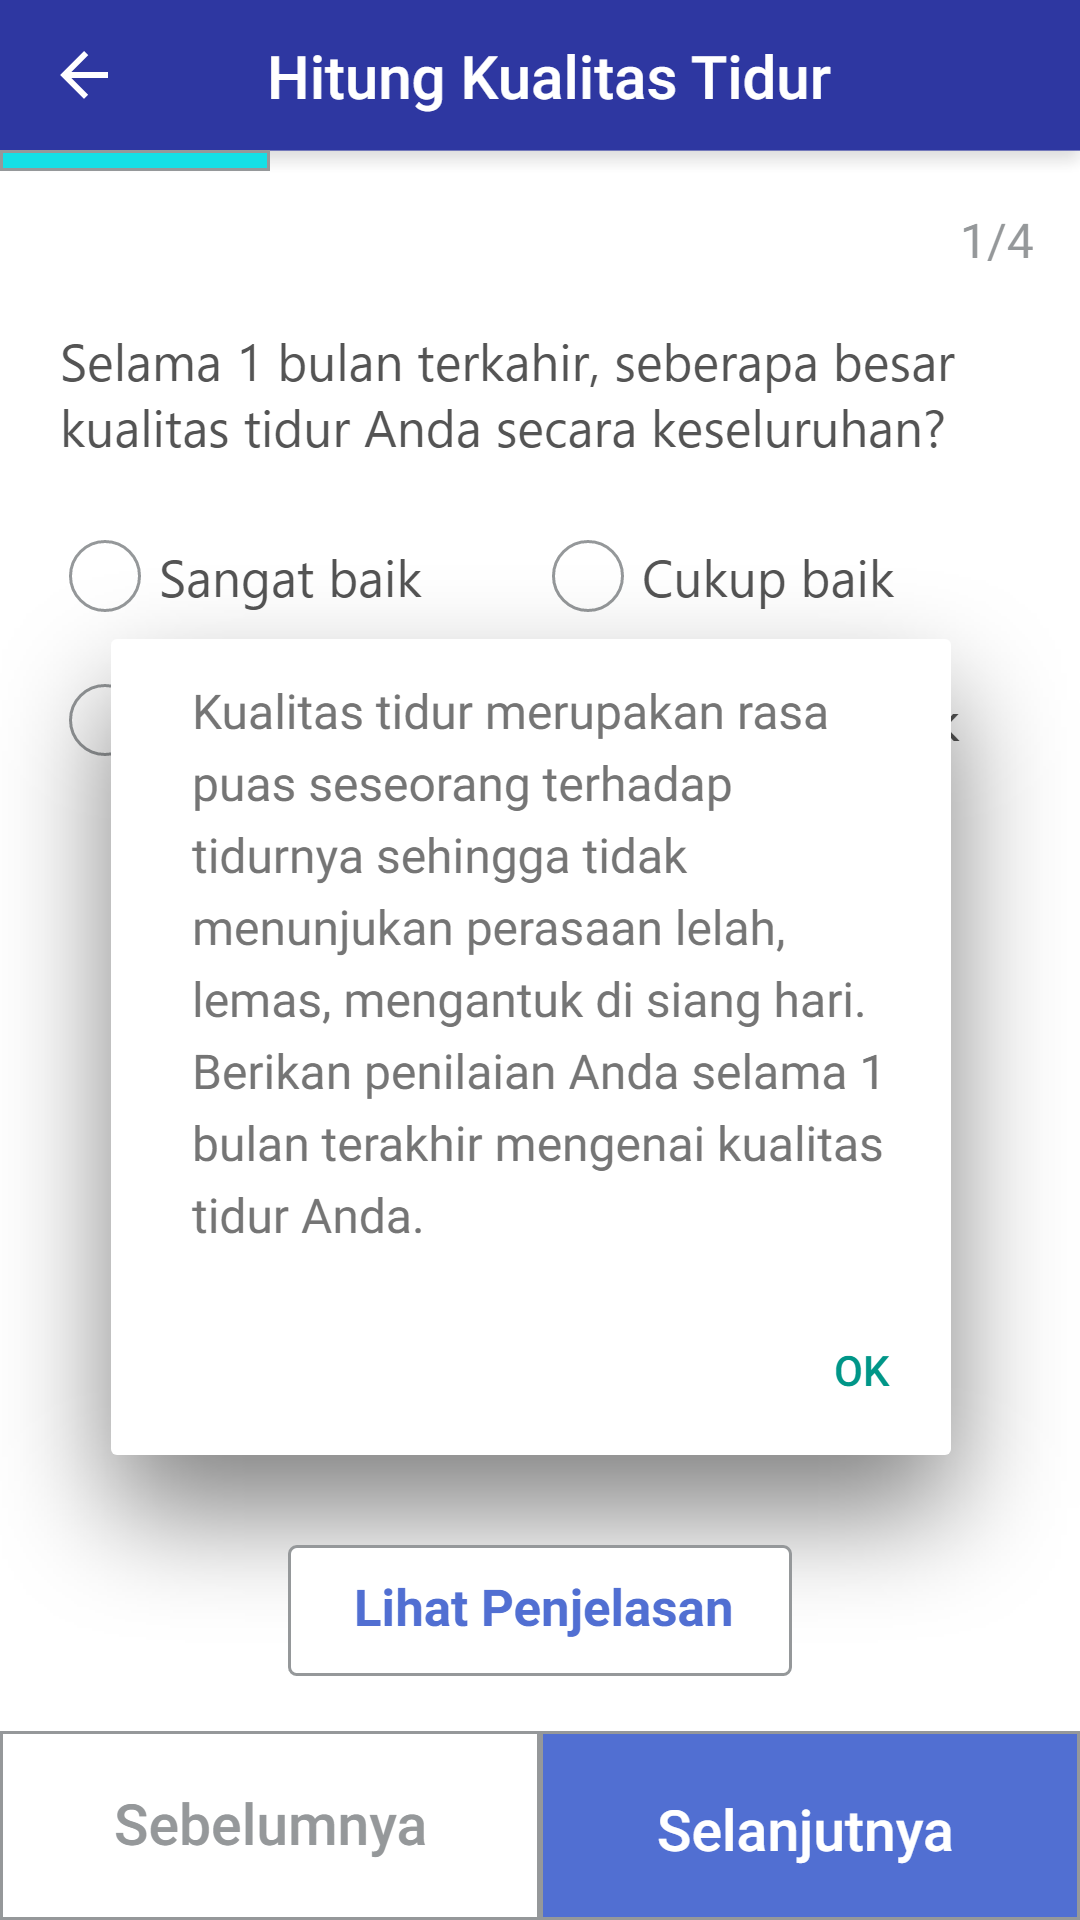 Hitung Kualitas Tidur
1/4
Selama 1 bulan terkahir, seberapa besar
kualitas tidur Anda secara keseluruhan?
Sangat baik
Cukup baik
Kualitas tidur merupakan rasa
puas seseorang terhadap
tidurnya sehingga tidak
menunjukan perasaan lelah,
lemas, mengantuk di siang hari.
Berikan penilaian Anda selama 1
bulan terakhir mengenai kualitas
tidur Anda.
OK
Lihat Penjelasan
Sebelumnya
Selanjutnya